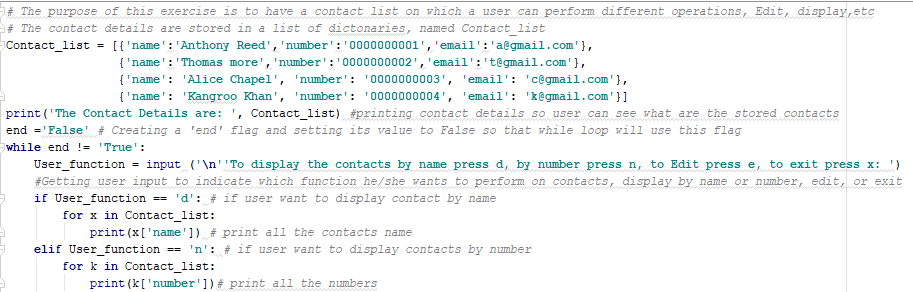 # The purpose of this exercise is to have a contact list on which a user can perform different operations, Edit, display,etc
# The contact details are stored in a list of dictonaries, named Contact_list
Contact_list = [{'name':'Anthony Reed','number':'0000000001','email':'a@gmail.com'},
{'name':'Thomas more','number':'0000000002','email':'t@gmail.com'},
{'name': 'Alice Chapel', 'number': '0000000003', 'email': 'c@gmail.com'},
{'name': 'Kangroo Khan', 'number': '0000000004', 'email': 'k@gmail.com'}]
print('The Contact Details are: ', Contact_list) #printing contact details so user can see what are the stored contacts
end ='False' # Creating a 'end' flag and setting its value to False so that while loop will use this flag
while end != 'True':
User_function = input ('\n''To display the contacts by name press d, by number press n, to Edit press e, to exit press x: ')
#Getting user input to indicate which function he/she wants to perform on contacts, display by name or number, edit, or exit
if User_function == 'd': # if user want to display contact by name
for x in Contact_list:
print(x['name']) # print all the contacts name
elif User_function == 'n': # if user want to display contacts by number
for k in Contact_list:
print(k['number'])# print all the numbers